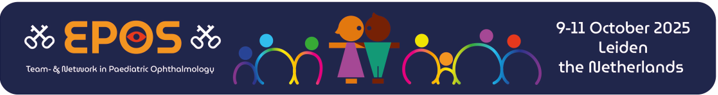 EPOS
Team- & Network in Paediatric Ophthalmology
9-11 October 2025
Leiden
the Netherlands